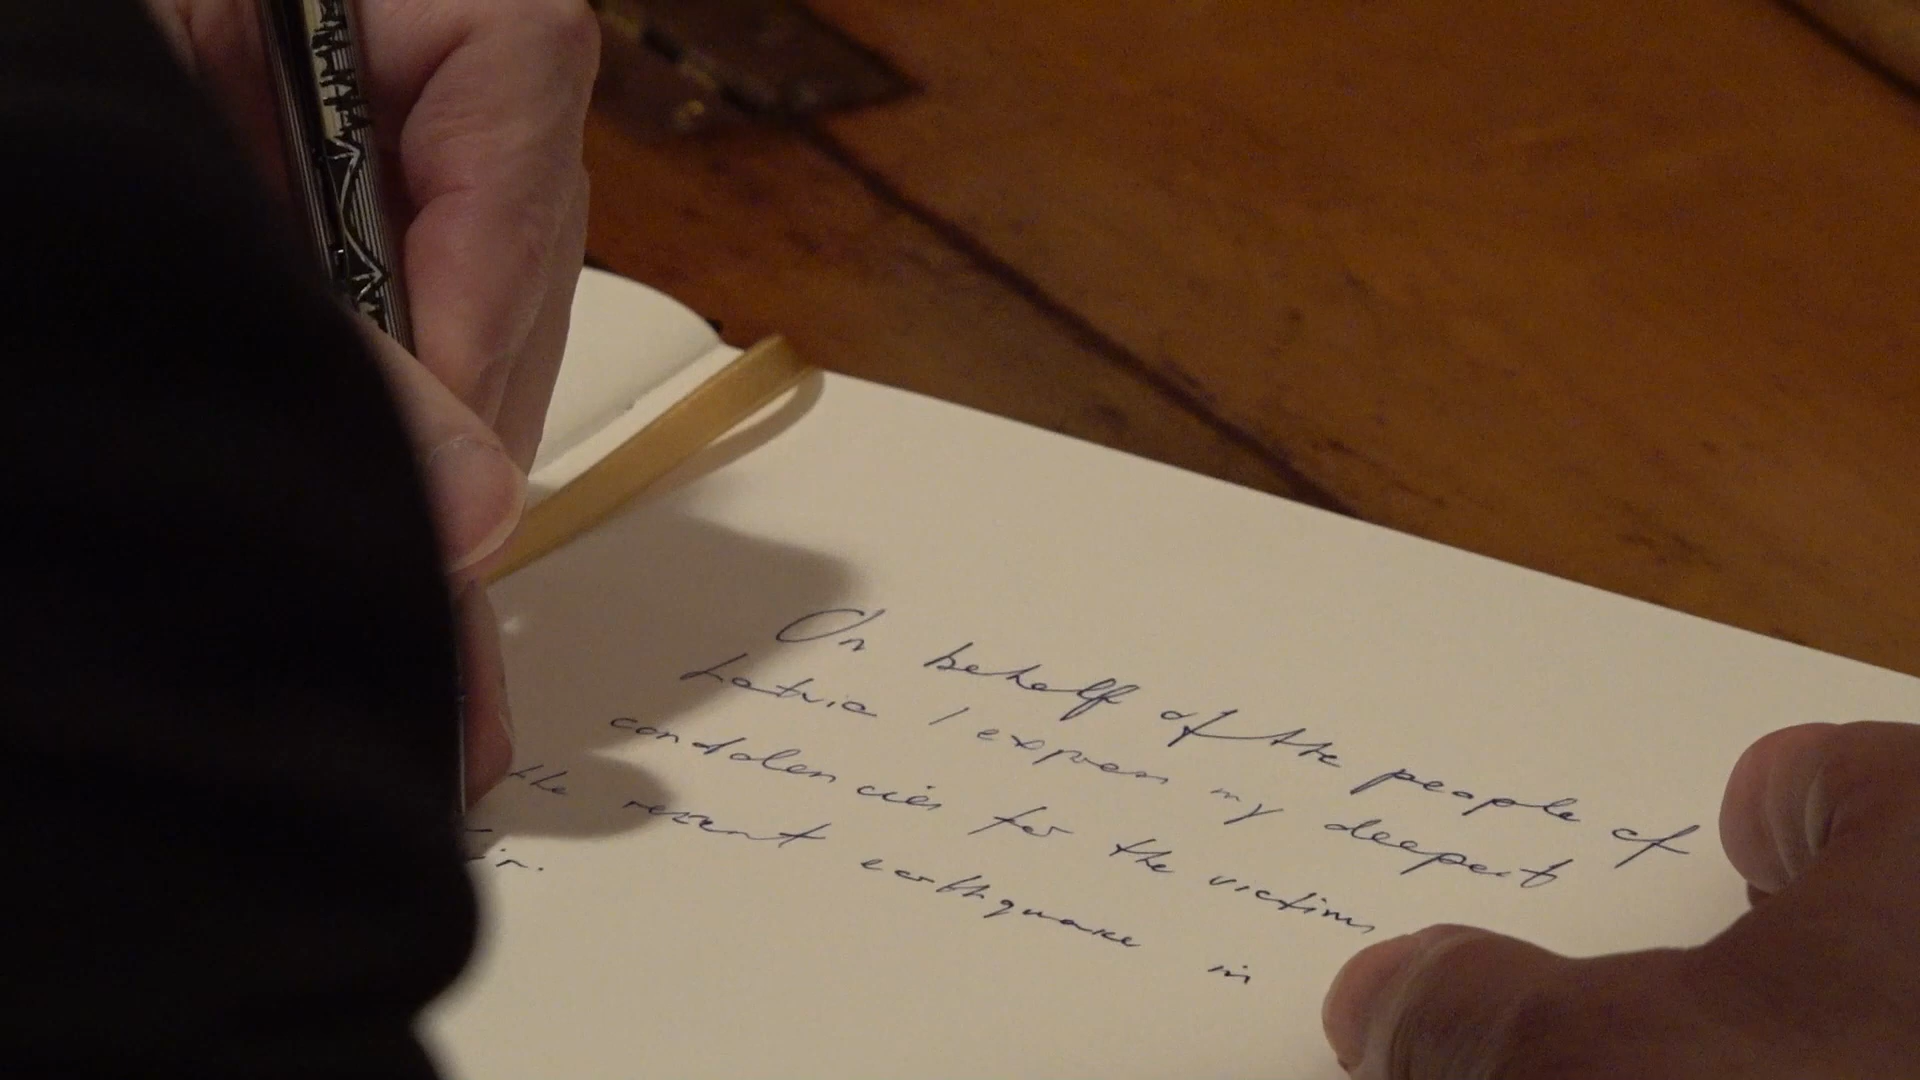 On behalf of the people of
Latvia I express my deepest
condolencies for the victims
the recent earthquake in